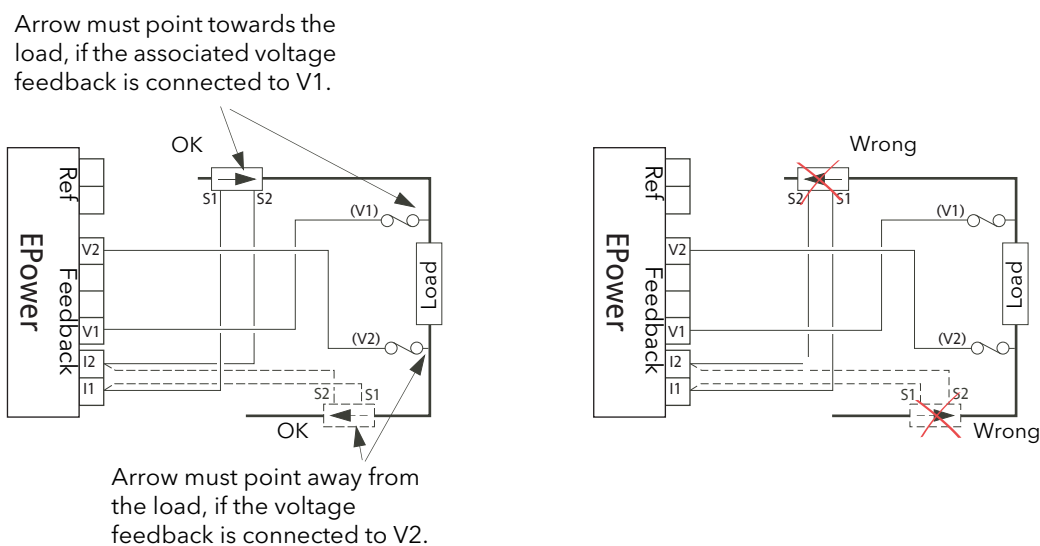 Arrow must point towards the
load, if the associated voltage
feedback is connected to V1.
OK
S1 S2
(V1)
Ref
V2
EPower
Feedback
Load
V1
(V2)
I2
I1
S2 S1
OK
Arrow must point away from
the load, if the voltage
feedback is connected to V2.
Wrong
S2 S1
(V1)
Ref
V2
EPower
Feedback
Load
V1
(V2)
I2
I1
S1 S2
Wrong